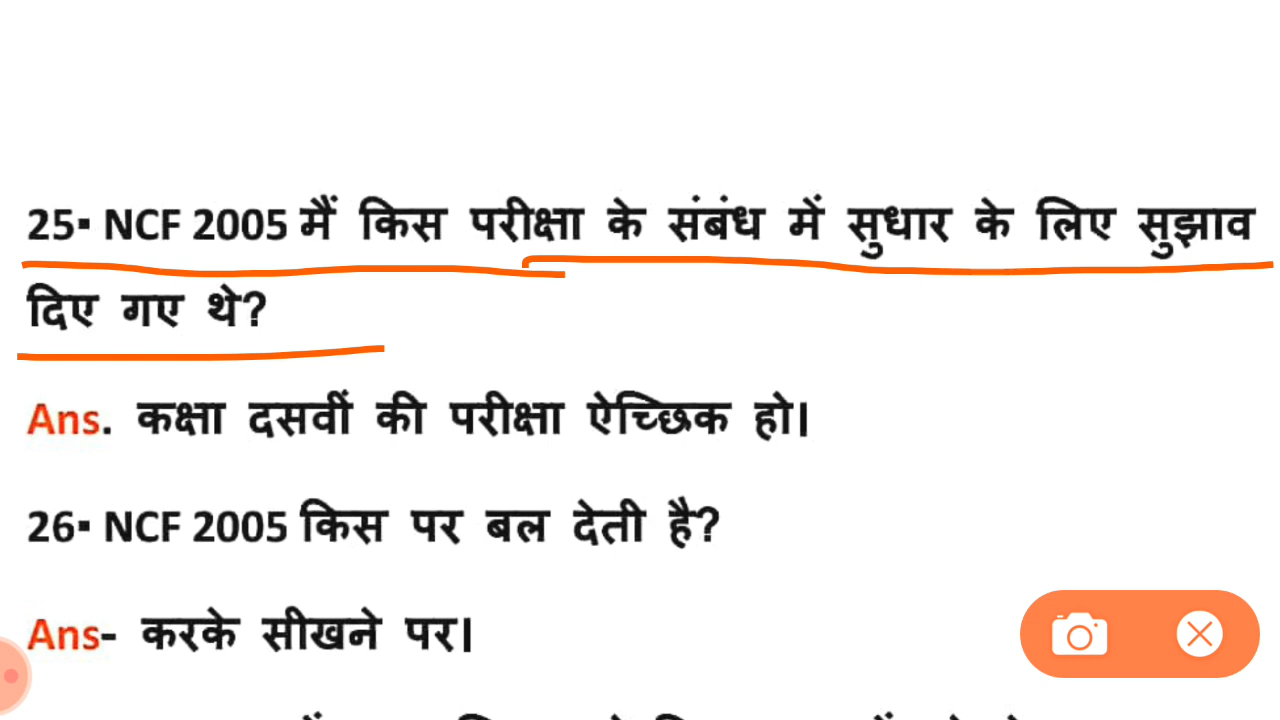 25▪ NCF 2005 मैं किस परीक्षा के संबंध में सुधार के लिए सुझाव
दिए गए थे?
Ans. कक्षा दसवीं की परीक्षा ऐच्छिक हो।
26▪ NCF 2005 किस पर बल देती है?
Ans- करके सीखने पर।